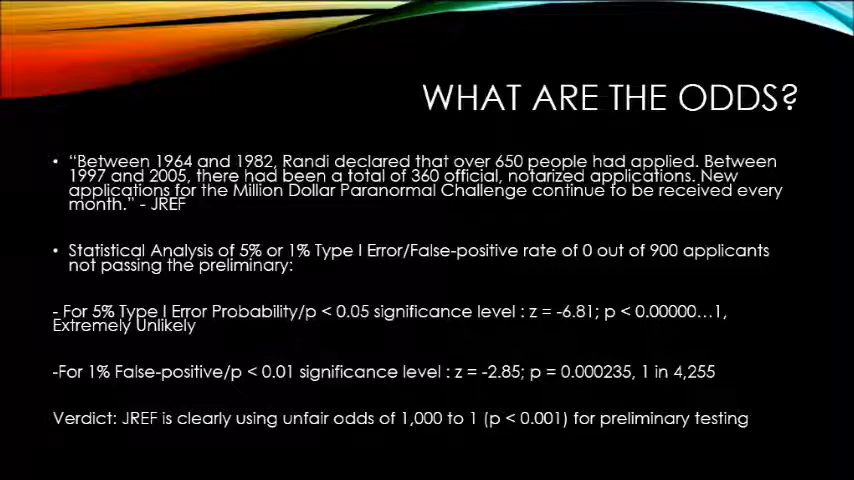 WHAT ARE THE ODDS?
• "Between 1964 and 1982, Randi declared that over 650 people had applied. Between
1997 and 2005, there had been a total of 360 official, notarized applications. New
applications for the Million Dollar Paranormal Challenge continue to be received every
month." - JREF
• Statistical Analysis of 5% or 1% Type I Error/False-positive rate of 0 out of 900 applicants
not passing the preliminary:
- For 5% Type I Error Probability/p < 0.05 significance level : z = -6.81; p < 0.00000...1,
Extremely Unlikely
-For 1% False-positive/p < 0.01 significance level : z = -2.85; p = 0.000235, 1 in 4,255
Verdict: JREF is clearly using unfair odds of 1,000 to 1 (p < 0.001) for preliminary testing